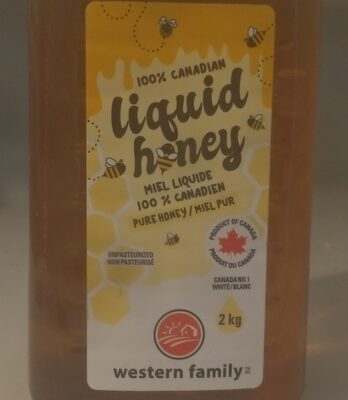 100% CANADIAN
liquid
honey
MIEL LIQUIDE
100 % CANADIEN
PURE HONEY / MIEL PUR
PRODUCT OF CANADA
PRODUIT DU CANADA
UNPASTEURIZED
NON PASTEURISÉ
CANADA NO.1
WHITE/BLANC
2 kg
western family